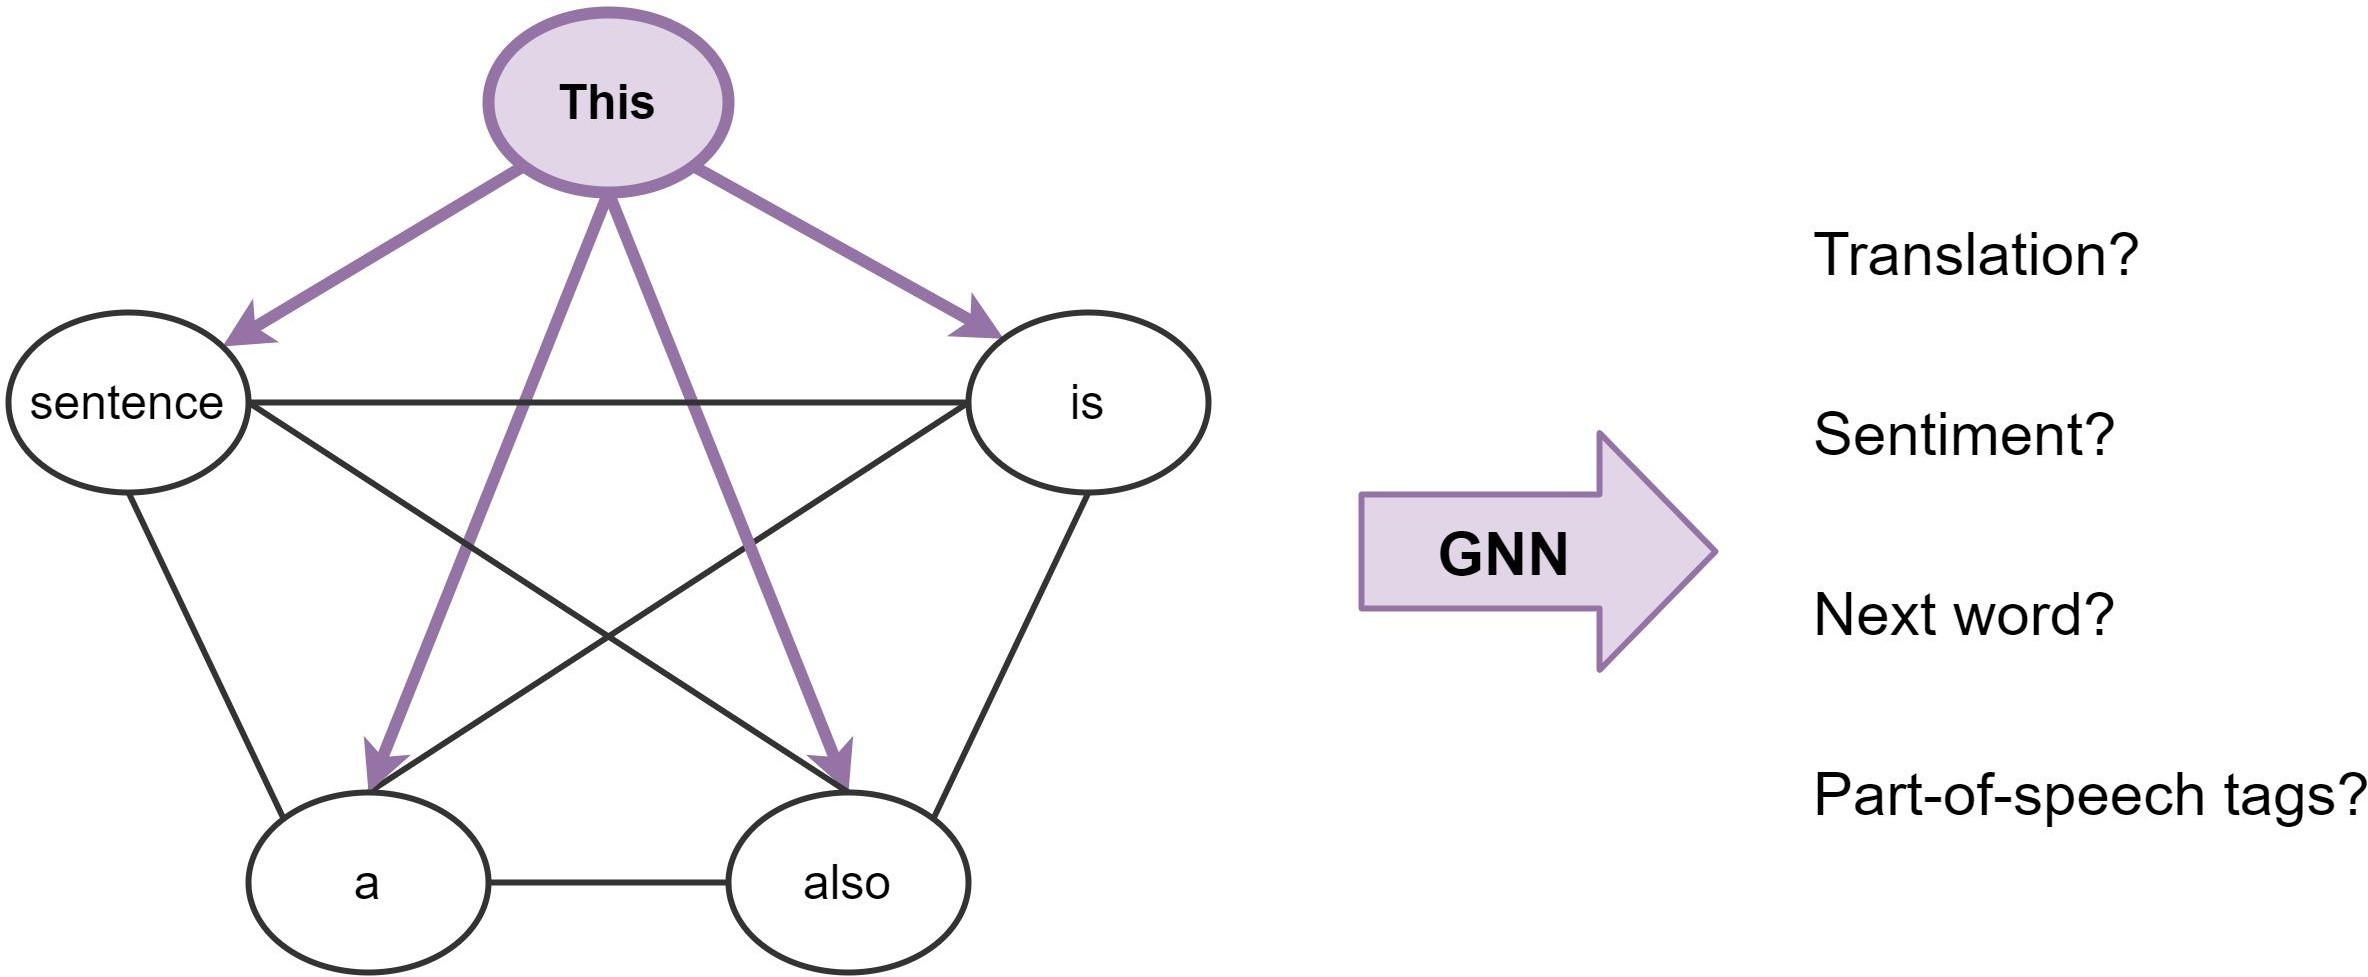 This
sentence
is
a
also
GNN
Translation?
Sentiment?
Next word?
Part-of-speech tags?